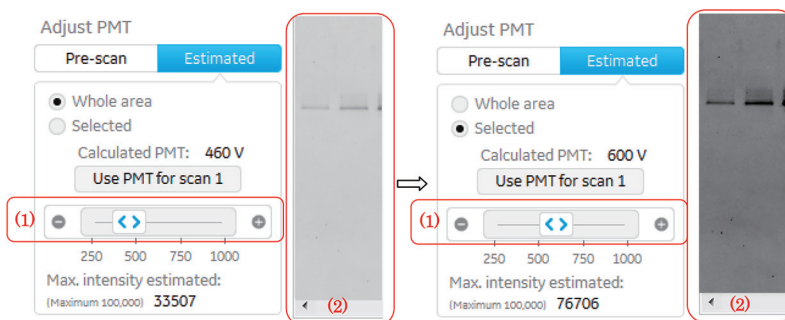 Adjust PMT
Pre-scan Estimated
Whole area
Selected
Calculated PMT: 460 V
Use PMT for scan 1
(1)
250 500 750 1000
Max. intensity estimated:
(Maximum 100,000) 33507
(2)
Adjust PMT
Pre-scan Estimated
Whole area
Selected
Calculated PMT: 600 V
Use PMT for scan 1
(1)
250 500 750 1000
Max. intensity estimated:
(Maximum 100,000) 76706
(2)